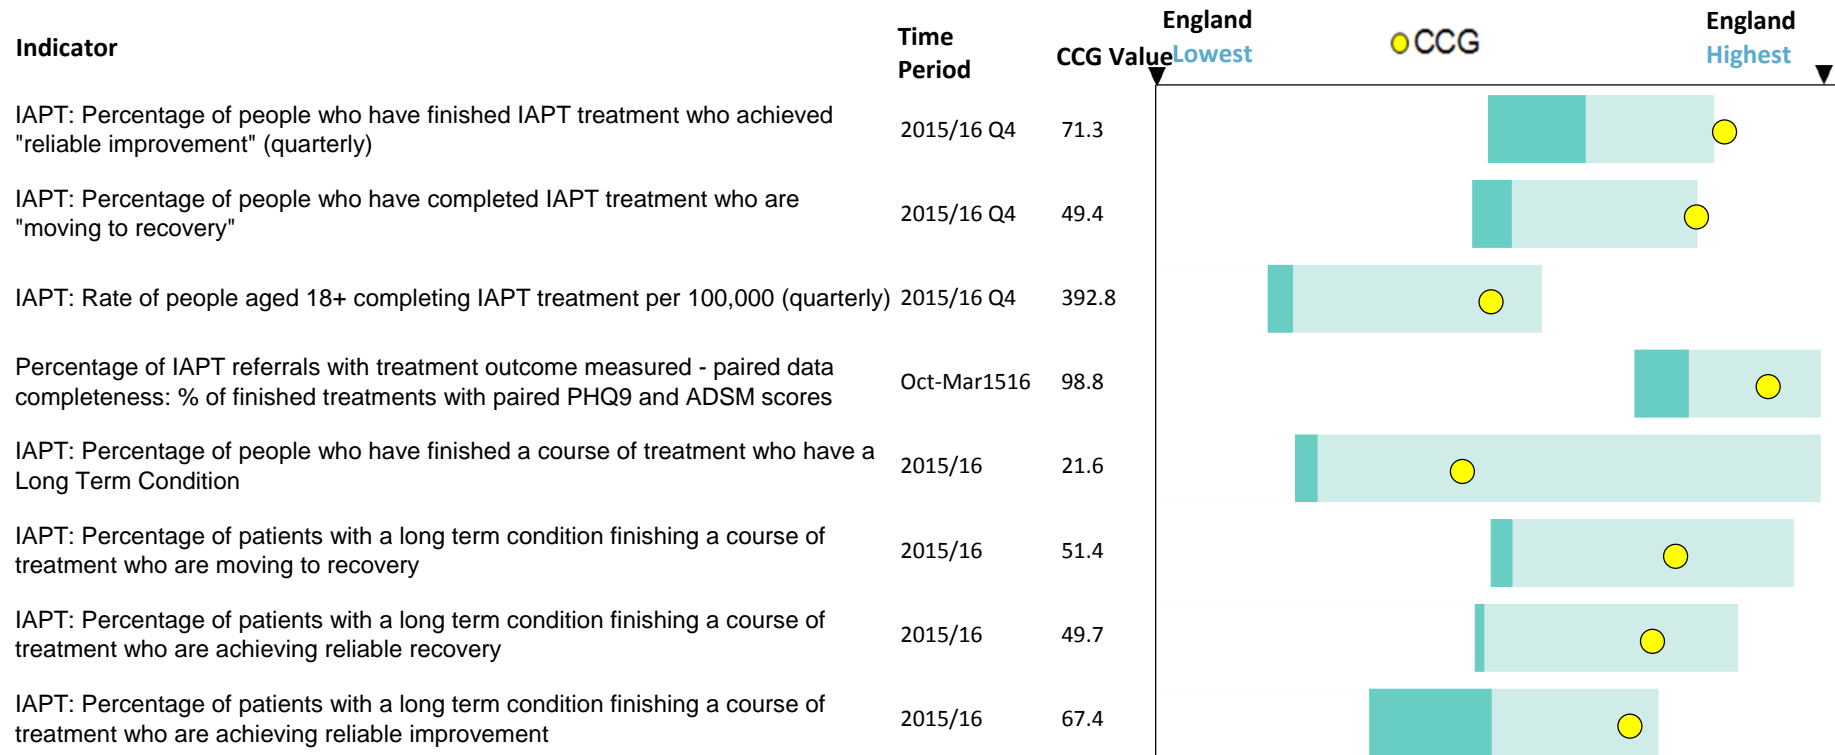 Indicator
Time
Period
CCG Value
England
Lowest
CCG
England
Highest
IAPT: Percentage of people who have finished IAPT treatment who achieved
"reliable improvement" (quarterly)
2015/16 Q4
71.3
IAPT: Percentage of people who have completed IAPT treatment who are
"moving to recovery"
2015/16 Q4
49.4
IAPT: Rate of people aged 18+ completing IAPT treatment per 100,000 (quarterly)
2015/16 Q4
392.8
Percentage of IAPT referrals with treatment outcome measured - paired data
completeness: % of finished treatments with paired PHQ9 and ADSM scores
Oct-Mar1516
98.8
IAPT: Percentage of people who have finished a course of treatment who have a
Long Term Condition
2015/16
21.6
IAPT: Percentage of patients with a long term condition finishing a course of
treatment who are moving to recovery
2015/16
51.4
IAPT: Percentage of patients with a long term condition finishing a course of
treatment who are achieving reliable recovery
2015/16
49.7
IAPT: Percentage of patients with a long term condition finishing a course of
treatment who are achieving reliable improvement
2015/16
67.4